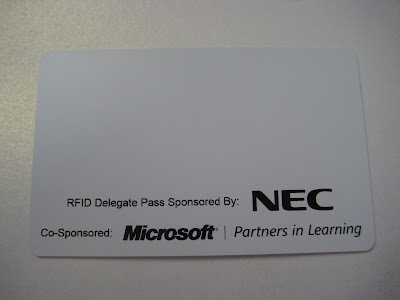 RFID Delegate Pass Sponsored By: NEC
Co-Sponsored: Microsoft® | Partners in Learning